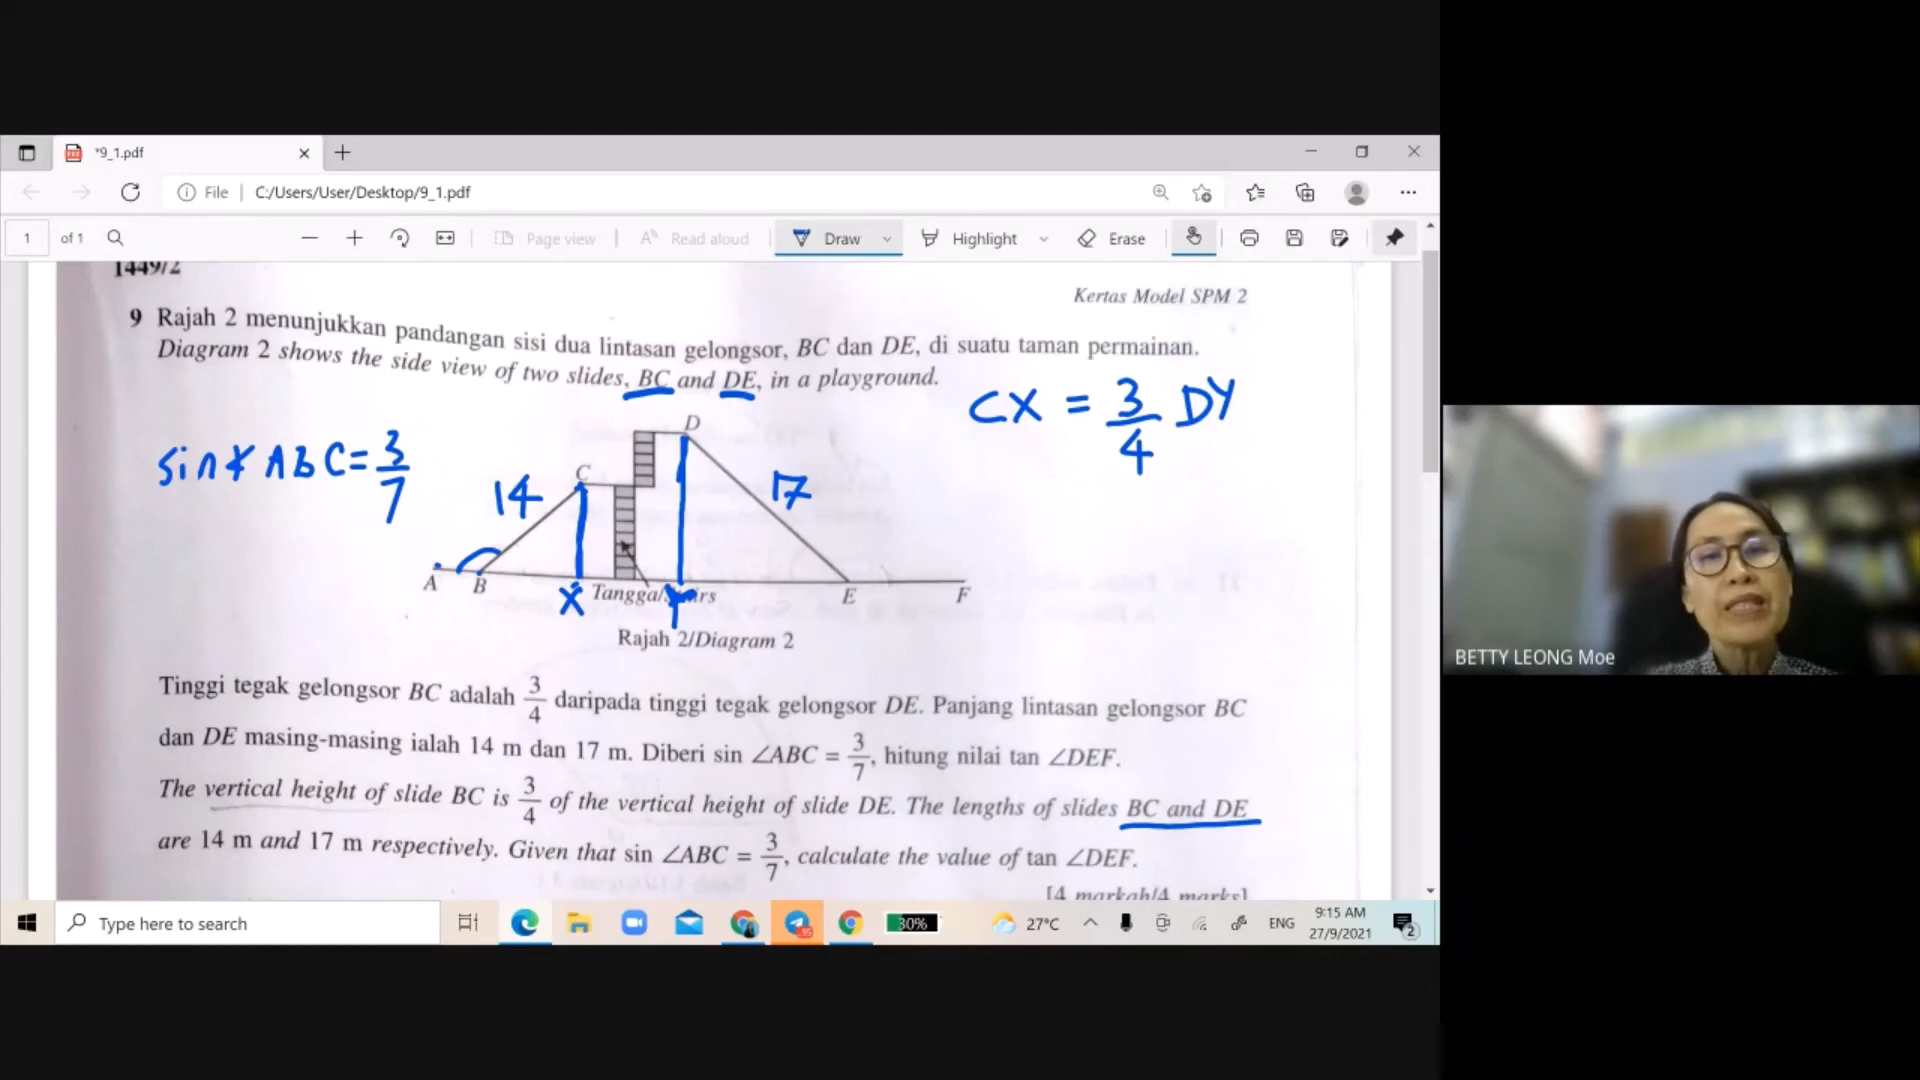 *9_1.pdf
File C:/Users/User/Desktop/9_1.pdf
1 of 1 Page view Read aloud Draw Highlight Erase
1449/2
Kertas Model SPM 2
9 Rajah 2 menunjukkan pandangan sisi dua lintasan gelongsor, BC dan DE, di suatu taman permainan.
Diagram 2 shows the side view of two slides, BC and DE, in a playground.
CX = 3/4 DY
sin∠ABC = 3/7
D
C
14
17
A B X Y E F
Rajah 2/Diagram 2
Tinggi tegak gelongsor BC adalah 3/4 daripada tinggi tegak gelongsor DE. Panjang lintasan gelongsor BC
dan DE masing-masing ialah 14 m dan 17 m. Diberi sin ∠ABC = 3/7, hitung nilai tan ∠DEF.
The vertical height of slide BC is 3/4 of the vertical height of slide DE. The lengths of slides BC and DE
are 14 m and 17 m respectively. Given that sin ∠ABC = 3/7, calculate the value of tan ∠DEF.
[4 markah/4 marks]
Type here to search
95
30%
27°C
ENG
9:15 AM
27/9/2021
2
BETTY LEONG Moe